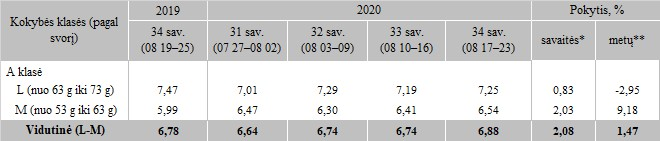 Kokybės klasės (pagal svorį) 2019 2020 Pokytis, %
34 sav. (08 19–25) 31 sav. (07 27–08 02) 32 sav. (08 03–09) 33 sav. (08 10–16) 34 sav. (08 17–23) savaitės* metų**
A klasė
L (nuo 63 g iki 73 g) 7,47 7,01 7,29 7,19 7,25 0,83 -2,95
M (nuo 53 g iki 63 g) 5,99 6,47 6,30 6,41 6,54 2,03 9,18
Vidutinė (L-M) 6,78 6,64 6,74 6,74 6,88 2,08 1,47